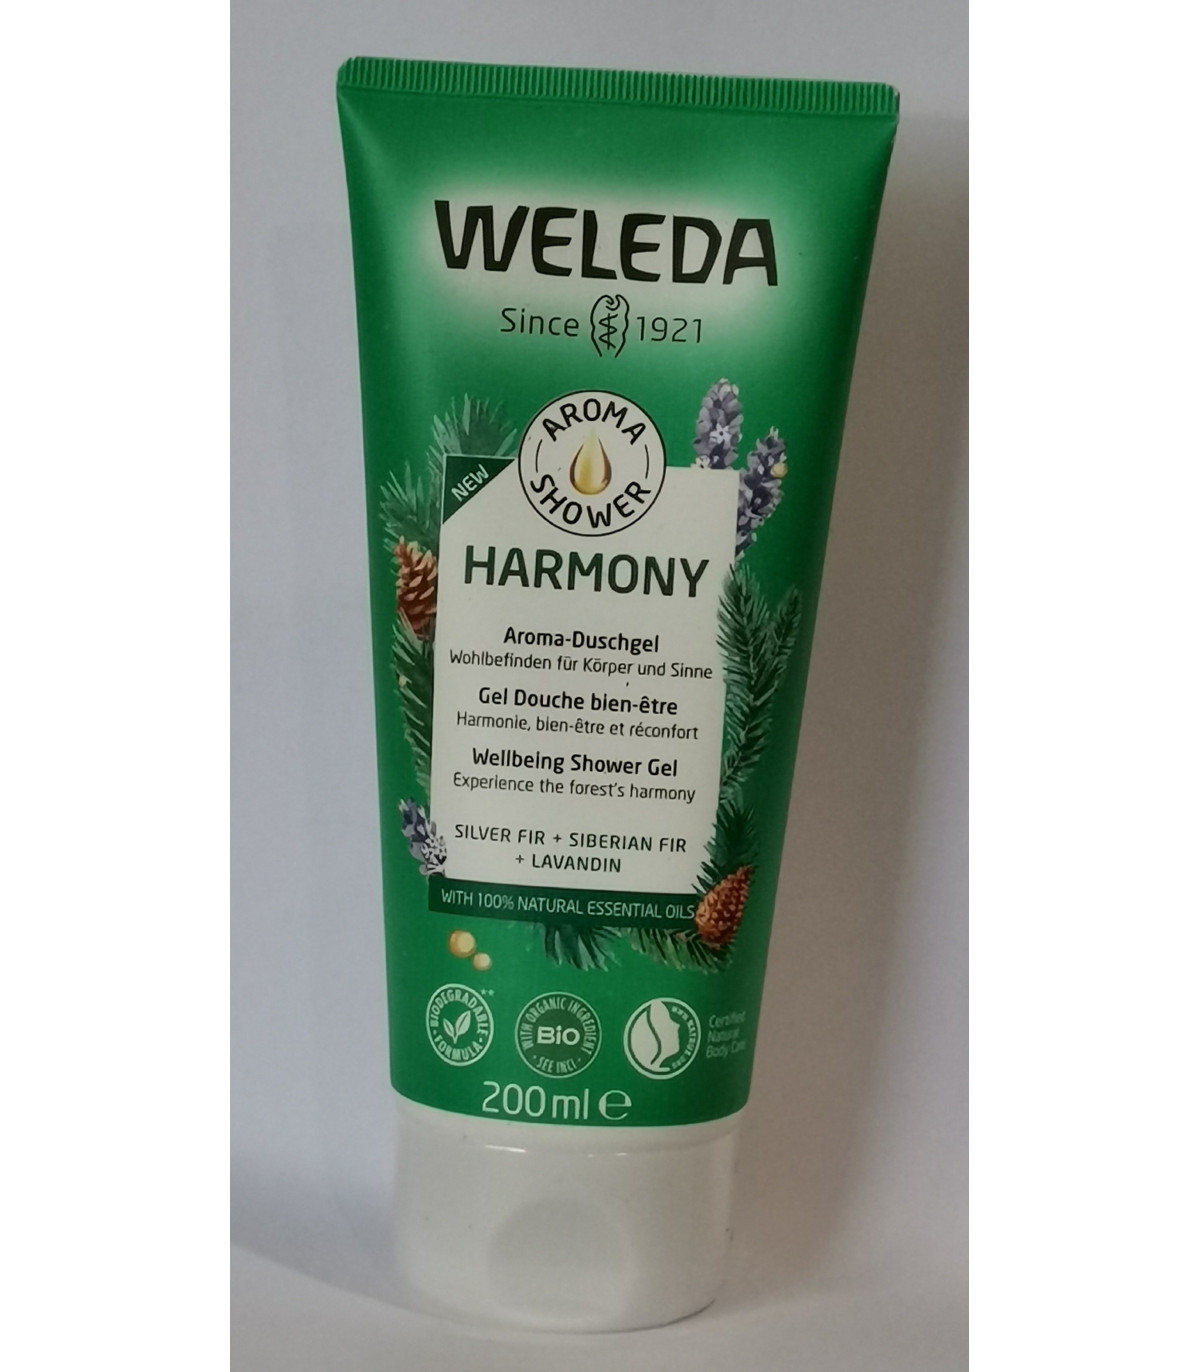 WELEDA
Since 1921
AROMA
SHOWER
NEW
HARMONY
Aroma-Duschgel
Wohlbefinden für Körper und Sinne
Gel Douche bien-être
Harmonie, bien-être et réconfort
Wellbeing Shower Gel
Experience the forest's harmony
SILVER FIR + SIBERIAN FIR
+ LAVANDIN
WITH 100% NATURAL ESSENTIAL OILS
BIODEGRADABLE**
FORMULA
WITH ORGANIC INGREDIENT
BIO
SEE INCI
Certified
Natural
Body Care
200 ml ℮